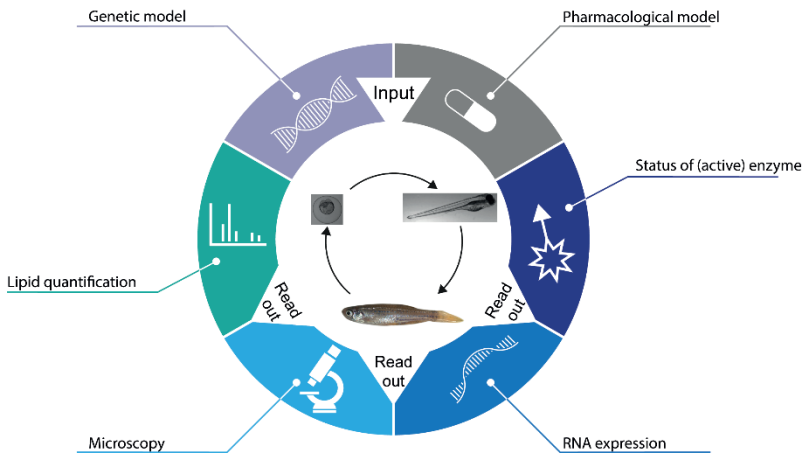 Genetic model
Pharmacological model
Input
Status of (active) enzyme
Lipid quantification
Read
out
Read
out
Read
out
Microscopy
RNA expression